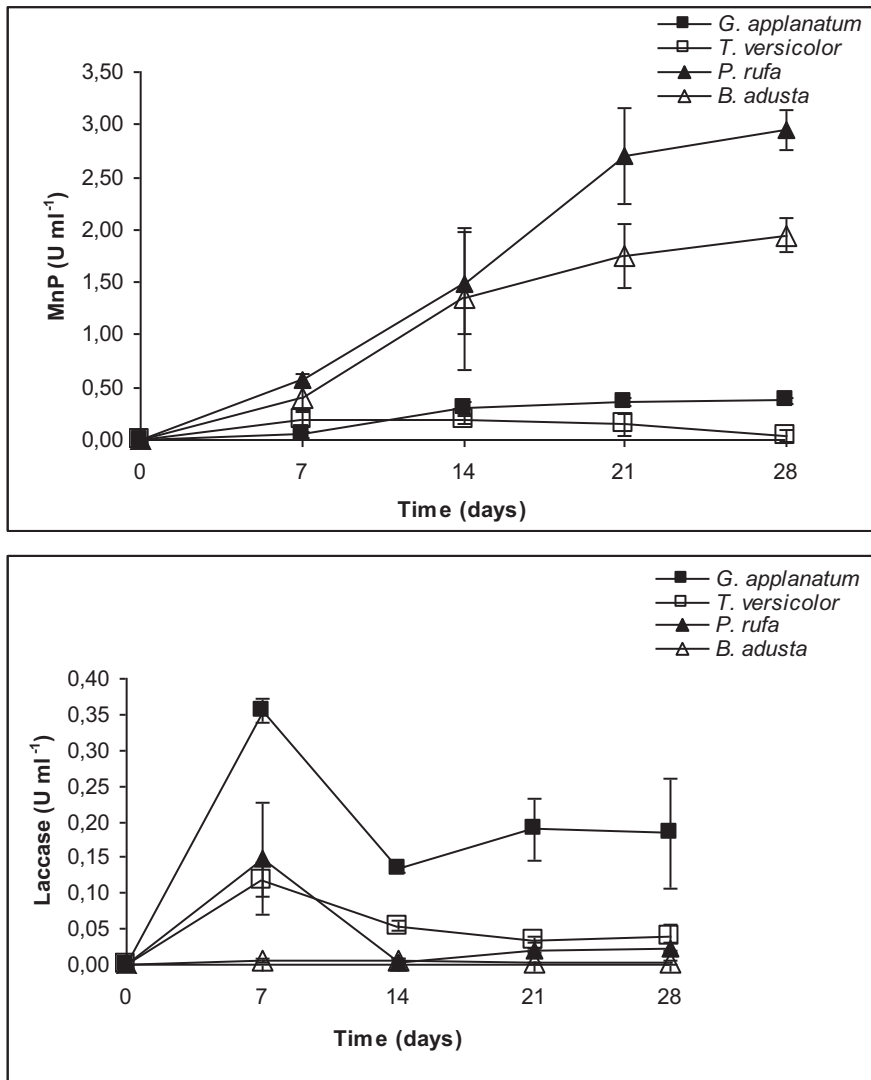 G. applanatum
T. versicolor
P. rufa
B. adusta
3,50
3,00
2,50
2,00
1,50
1,00
0,50
0,00
MnP (U ml-1)
0 7 14 21 28
Time (days)
G. applanatum
T. versicolor
P. rufa
B. adusta
0,40
0,35
0,30
0,25
0,20
0,15
0,10
0,05
0,00
Laccase (U ml-1)
0 7 14 21 28
Time (days)